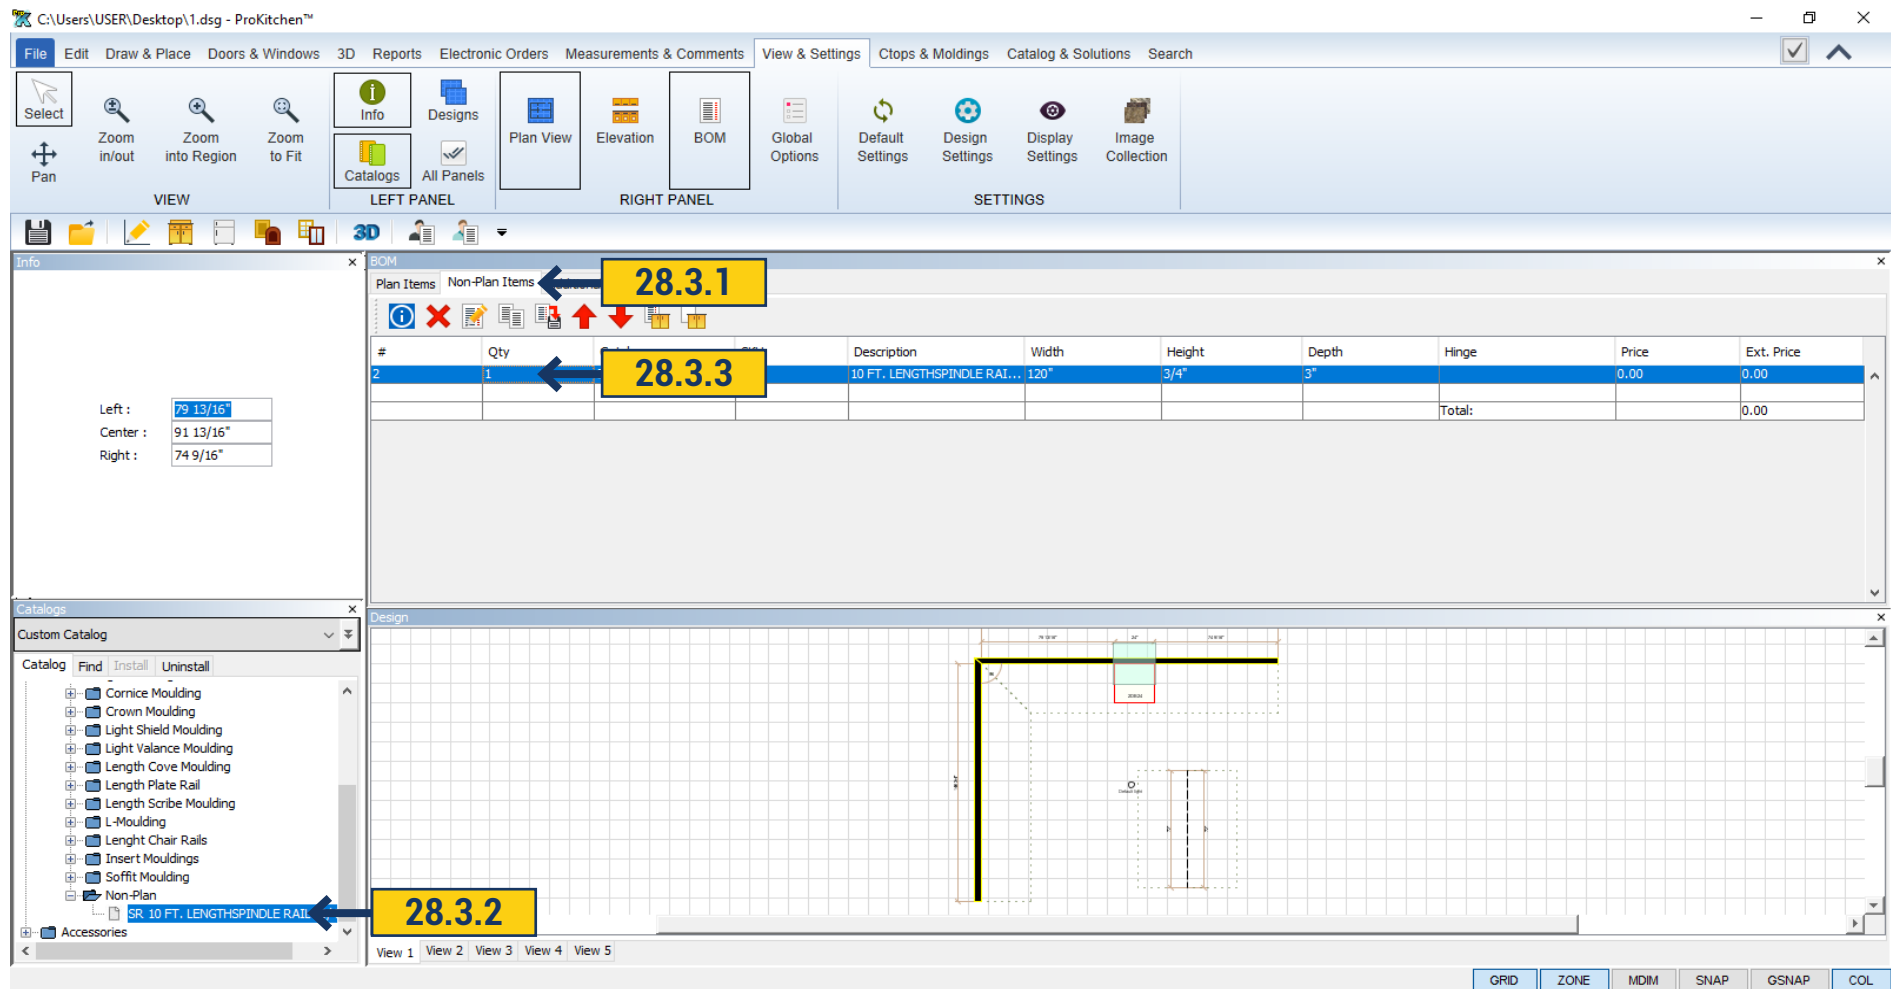 C:\Users\USER\Desktop\1.dsg - ProKitchen™
File Edit Draw & Place Doors & Windows 3D Reports Electronic Orders Measurements & Comments View & Settings Ctops & Moldings Catalog & Solutions Search
Select
Pan
Zoom in/out
Zoom into Region
Zoom to Fit
VIEW
Info
Designs
Catalogs
All Panels
LEFT PANEL
Plan View
Elevation
BOM
RIGHT PANEL
Global Options
Default Settings
Design Settings
Display Settings
Image Collection
SETTINGS
3D
Info
Left : 79 13/16"
Center : 91 13/16"
Right : 74 9/16"
BOM
Plan Items Non-Plan Items
28.3.1
# Qty Description Width Height Depth Hinge Price Ext. Price
2 1 10 FT. LENGTHSPINDLE RAI... 120" 3/4" 3" 0.00 0.00
28.3.3
Total: 0.00
Catalogs
Custom Catalog
Catalog Find Install Uninstall
Cornice Moulding
Crown Moulding
Light Shield Moulding
Light Valance Moulding
Length Cove Moulding
Length Plate Rail
Length Scribe Moulding
L-Moulding
Lenght Chair Rails
Insert Mouldings
Soffit Moulding
Non-Plan
SR 10 FT. LENGTHSPINDLE RAIL
Accessories
28.3.2
Design
24"
View 1 View 2 View 3 View 4 View 5
GRID ZONE MDIM SNAP GSNAP COL